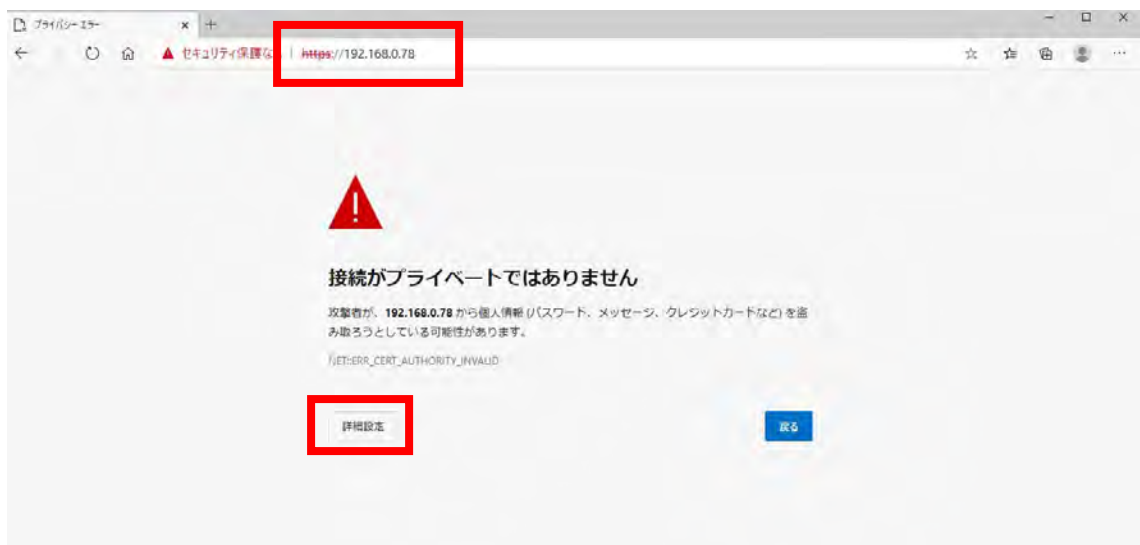 プライバシー エラー
セキュリティ保護な
https://192.168.0.78
接続がプライベートではありません
攻撃者が、192.168.0.78 から個人情報 (パスワード、メッセージ、クレジットカードなど) を盗
み取ろうとしている可能性があります。
NET::ERR_CERT_AUTHORITY_INVALID
詳細設定
戻る